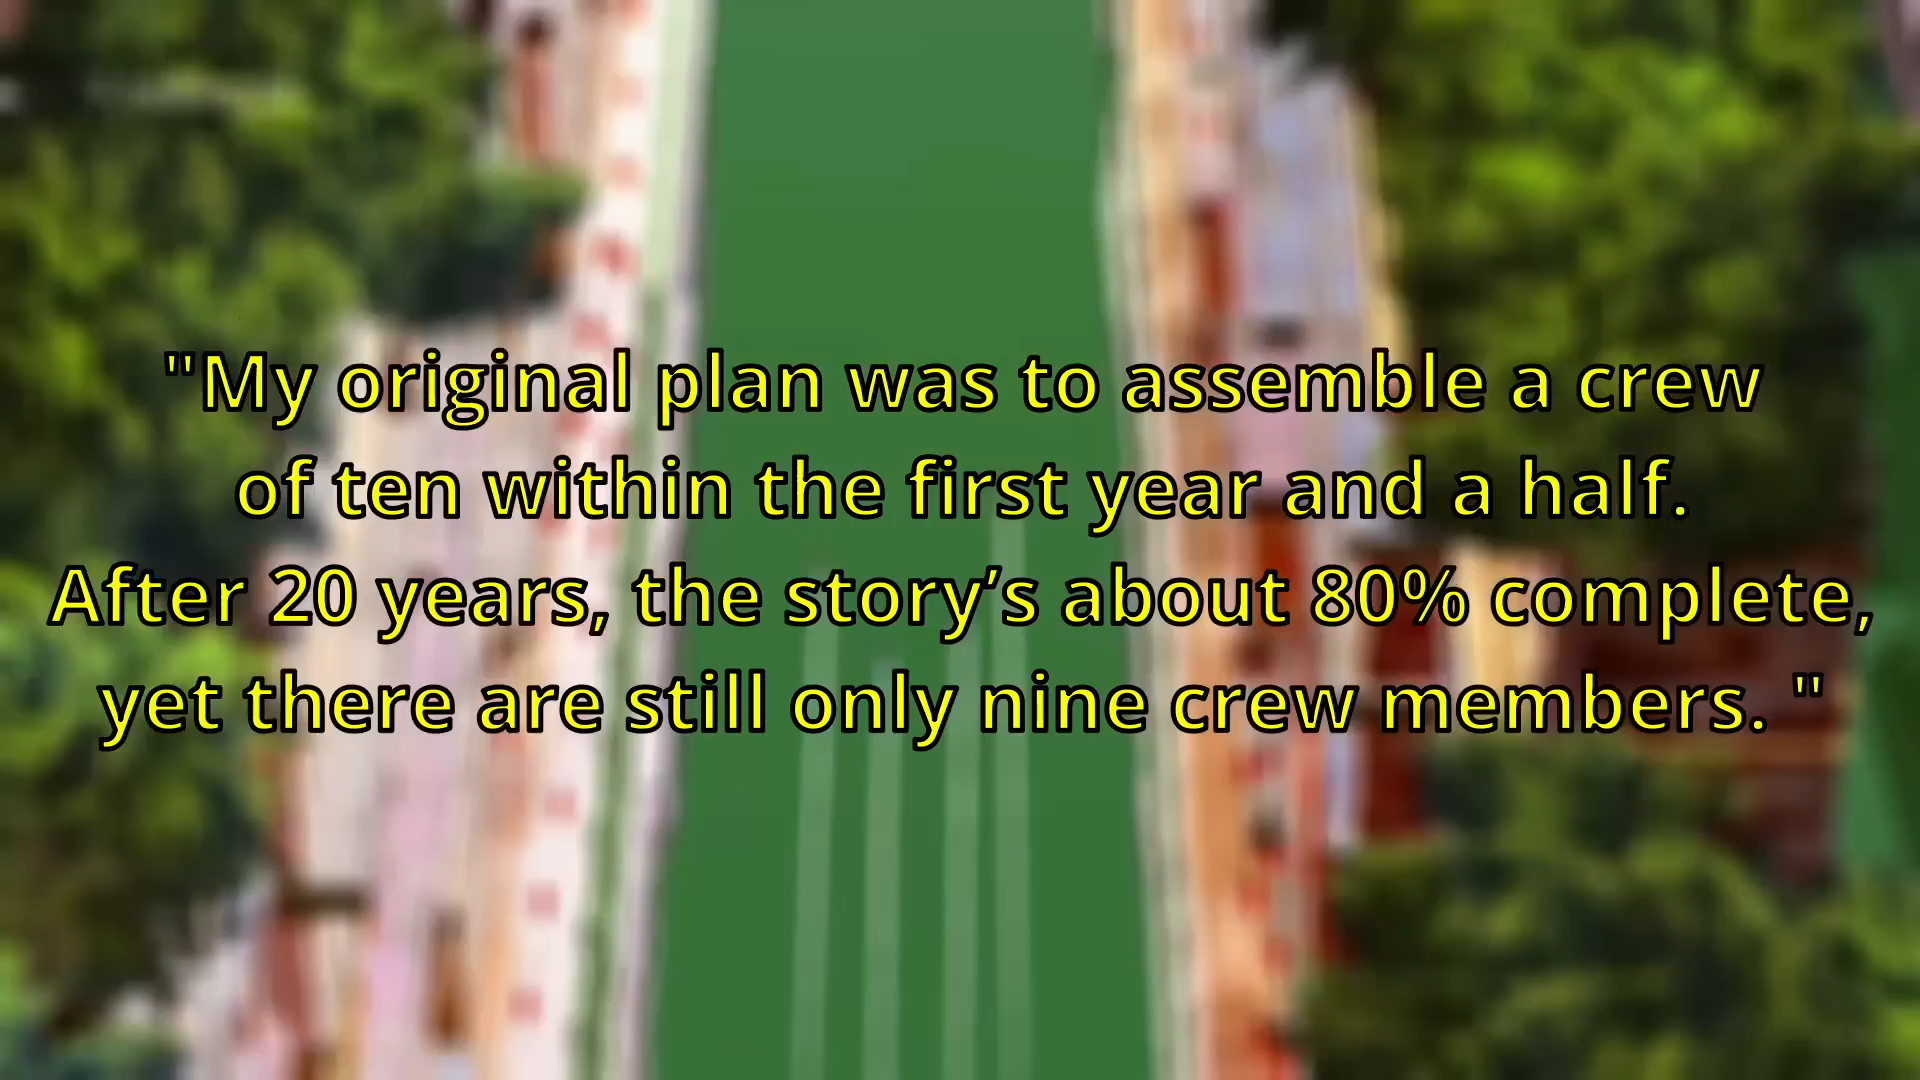 "My original plan was to assemble a crew
of ten within the first year and a half.
After 20 years, the story’s about 80% complete,
yet there are still only nine crew members. "